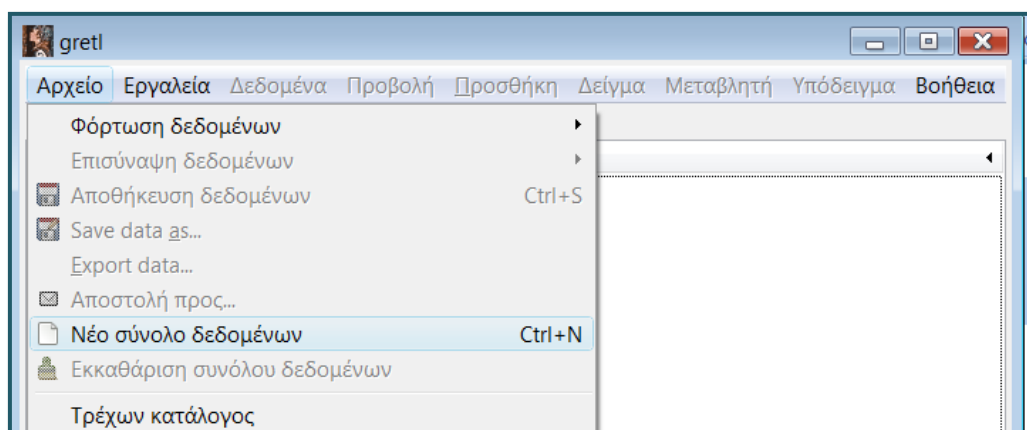 gretl
Αρχείο Εργαλεία Δεδομένα Προβολή Προσθήκη Δείγμα Μεταβλητή Υπόδειγμα Βοήθεια
Φόρτωση δεδομένων
Επισύναψη δεδομένων
Αποθήκευση δεδομένων Ctrl+S
Save data as...
Export data...
Αποστολή προς...
Νέο σύνολο δεδομένων Ctrl+N
Εκκαθάριση συνόλου δεδομένων
Τρέχων κατάλογος